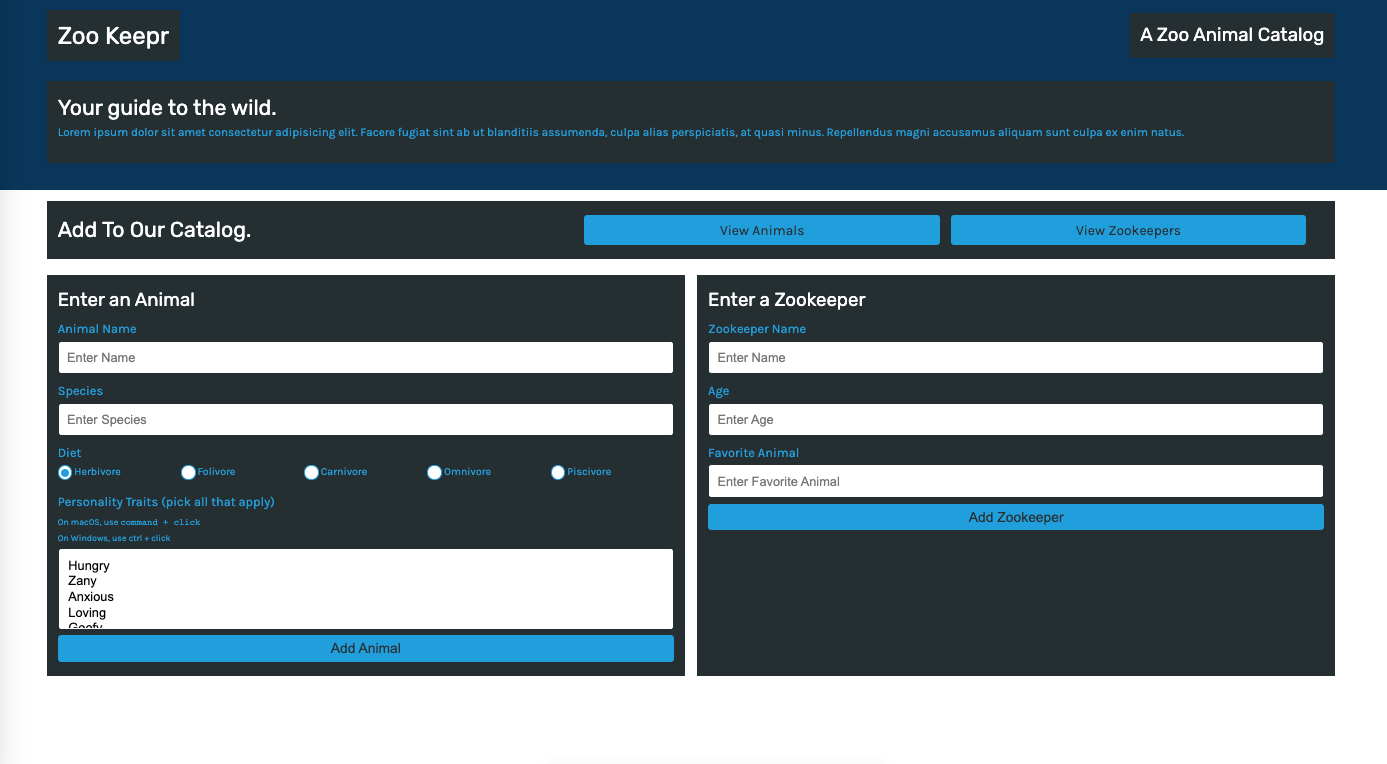 Zoo Keepr
A Zoo Animal Catalog
Your guide to the wild.
Lorem ipsum dolor sit amet consectetur adipisicing elit. Facere fugiat sint ab ut blanditiis assumenda, culpa alias perspiciatis, at quasi minus. Repellendus magni accusamus aliquam sunt culpa ex enim natus.
Add To Our Catalog.
View Animals
View Zookeepers
Enter an Animal
Animal Name
Enter Name
Species
Enter Species
Diet
Herbivore Folivore Carnivore Omnivore Piscivore
Personality Traits (pick all that apply)
On macOS, use command + click
On Windows, use ctrl + click
Hungry
Zany
Anxious
Loving
Goofy
Add Animal
Enter a Zookeeper
Zookeeper Name
Enter Name
Age
Enter Age
Favorite Animal
Enter Favorite Animal
Add Zookeeper